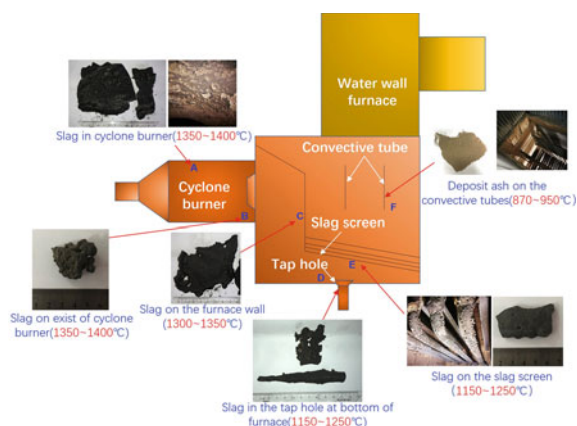 Water wall
furnace
Slag in cyclone burner(1350~1400℃)
A
Convective tube
Cyclone
burner
B
C
F
Deposit ash on the
convective tubes(870~950℃)
Slag screen
Tap hole
D
E
Slag on exist of cyclone
burner(1350~1400℃)
Slag on the furnace wall
(1300~1350℃)
Slag in the tap hole at bottom of
furnace(1150~1250℃)
Slag on the slag screen
(1150~1250℃)